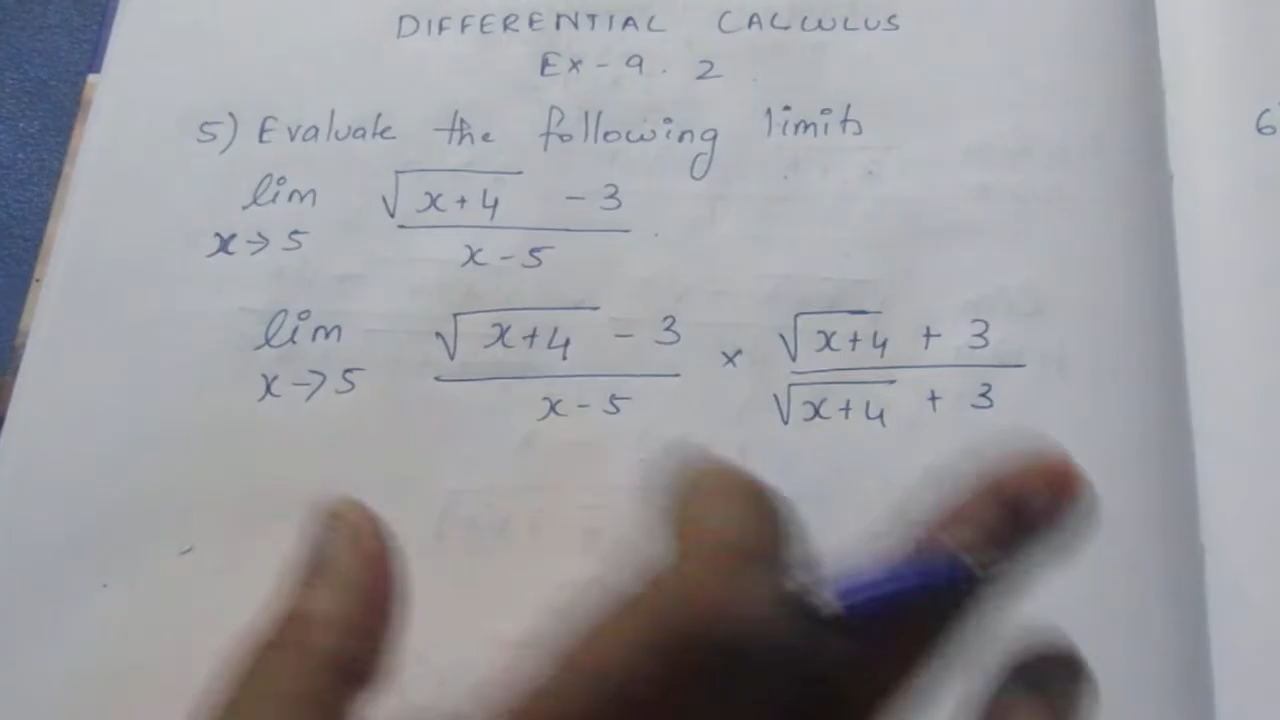 DIFFERENTIAL CALCULUS
Ex-9.2
5) Evaluate the following limits
lim x→5 (√(x+4) - 3)/(x-5)
lim x→5 (√(x+4) - 3)/(x-5) × (√(x+4) + 3)/(√(x+4) + 3)
6